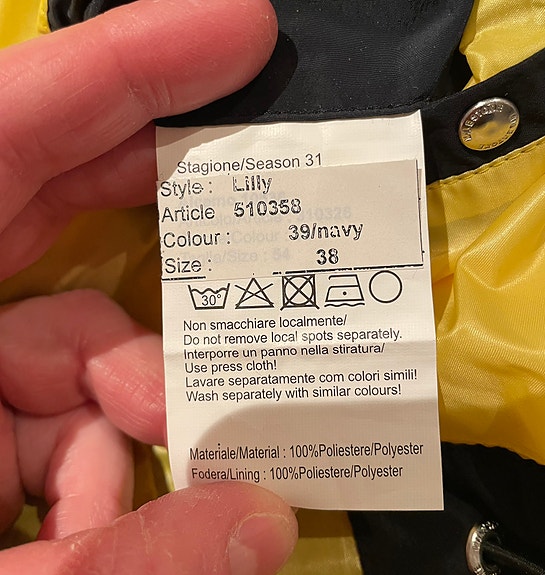 Stagione/Season 31
Style : Lilly
Article 510358
Colour : 39/navy
Size : 38
30°
Non smacchiare localmente/
Do not remove local spots separately.
Interporre un panno nella stiratura/
Use press cloth!
Lavare separatamente com colori simili!
Wash separately with similar colours!
Materiale/Material : 100%Poliestere/Polyester
Fodera/Lining : 100%Poliestere/Polyester